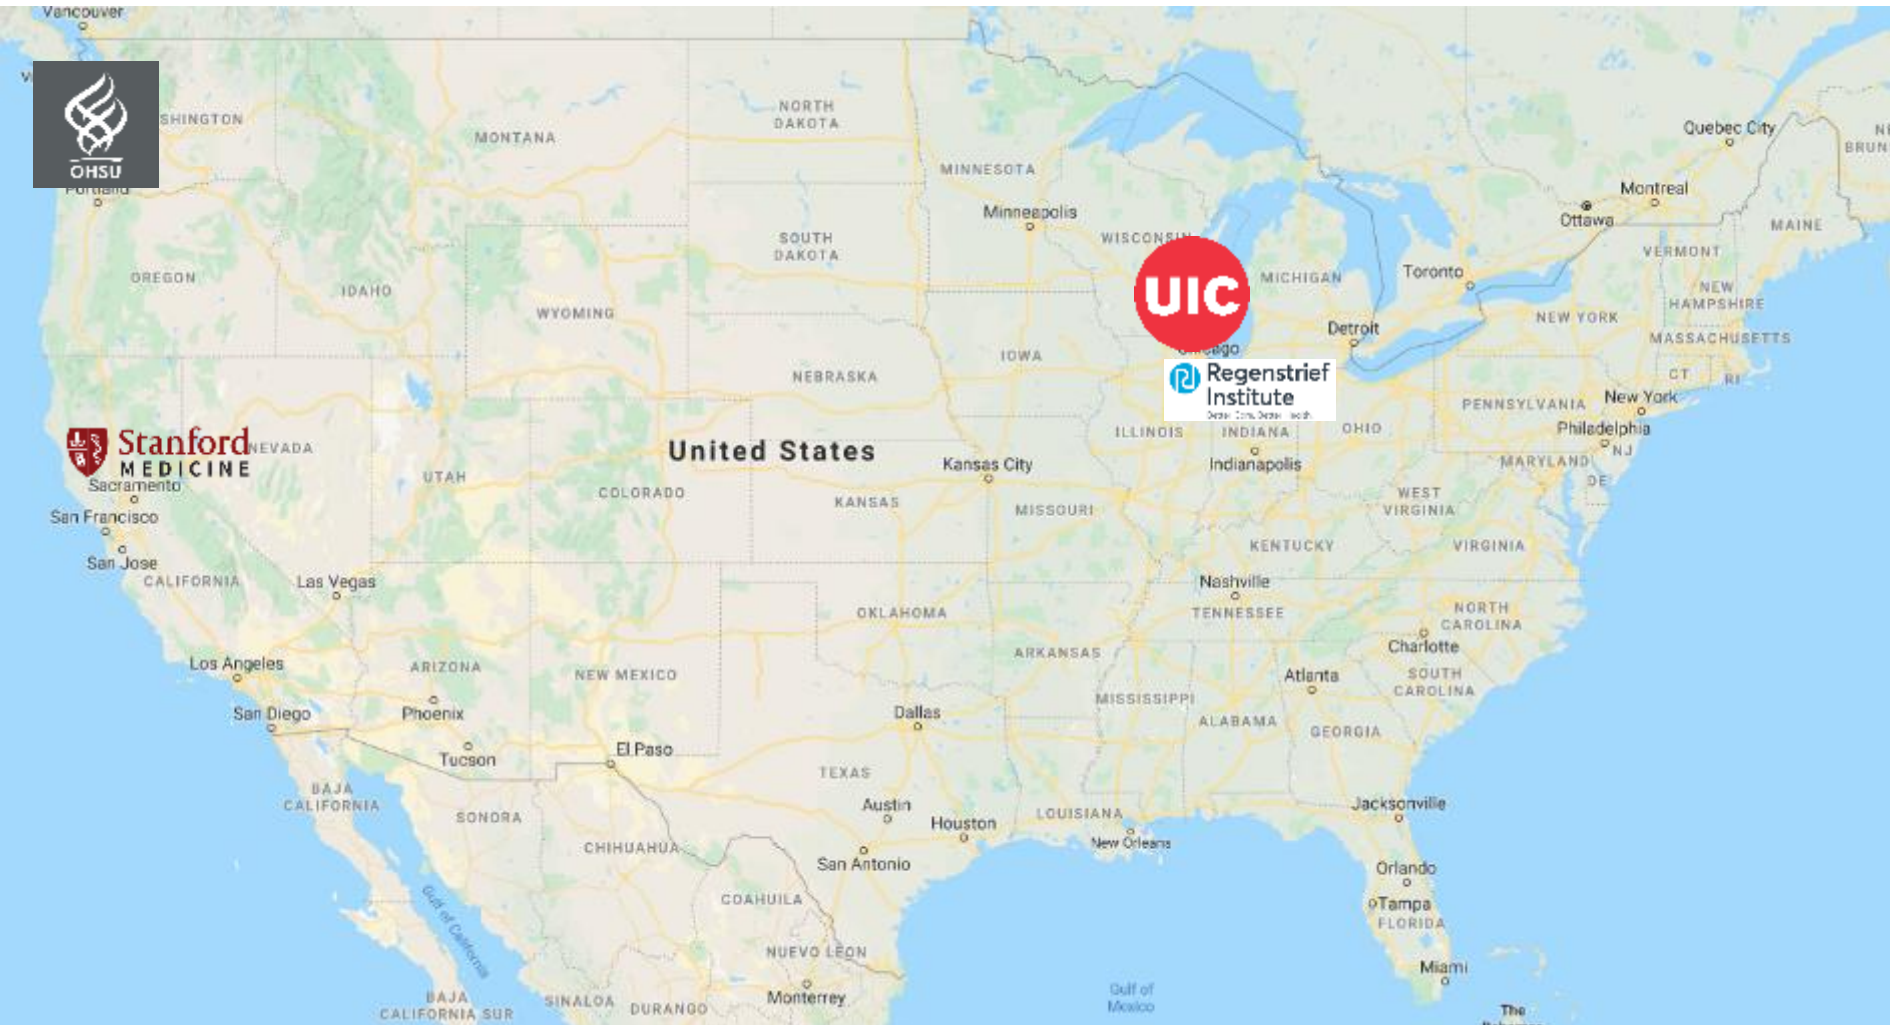 Vancouver
OHSU
SHINGTON
Portland
MONTANA
NORTH
DAKOTA
MINNESOTA
Minneapolis
SOUTH
DAKOTA
WISCONSIN
Quebec City
Montreal
Ottawa
MAINE
VERMONT
NEW
HAMPSHIRE
NEW YORK
MASSACHUSETTS
CT
RI
Toronto
MICHIGAN
Detroit
UIC
Regenstrief
Institute
OREGON
IDAHO
WYOMING
IOWA
NEBRASKA
PENNSYLVANIA
New York
Philadelphia
NJ
MARYLAND
DE
ILLINOIS
INDIANA
OHIO
Indianapolis
Stanford
MEDICINE
NEVADA
Sacramento
San Francisco
San Jose
CALIFORNIA
UTAH
COLORADO
United States
Kansas City
KANSAS
MISSOURI
WEST
VIRGINIA
KENTUCKY
VIRGINIA
Las Vegas
Nashville
TENNESSEE
NORTH
CAROLINA
Charlotte
OKLAHOMA
ARKANSAS
Los Angeles
ARIZONA
NEW MEXICO
Atlanta
SOUTH
CAROLINA
San Diego
Phoenix
Tucson
El Paso
Dallas
MISSISSIPPI
ALABAMA
GEORGIA
TEXAS
Austin
Houston
San Antonio
LOUISIANA
New Orleans
Jacksonville
BAJA
CALIFORNIA
SONORA
CHIHUAHUA
COAHUILA
Orlando
Tampa
FLORIDA
Miami
Gulf of California
NUEVO LEON
Monterrey
BAJA
CALIFORNIA SUR
SINALOA
DURANGO
Gulf of
Mexico
The